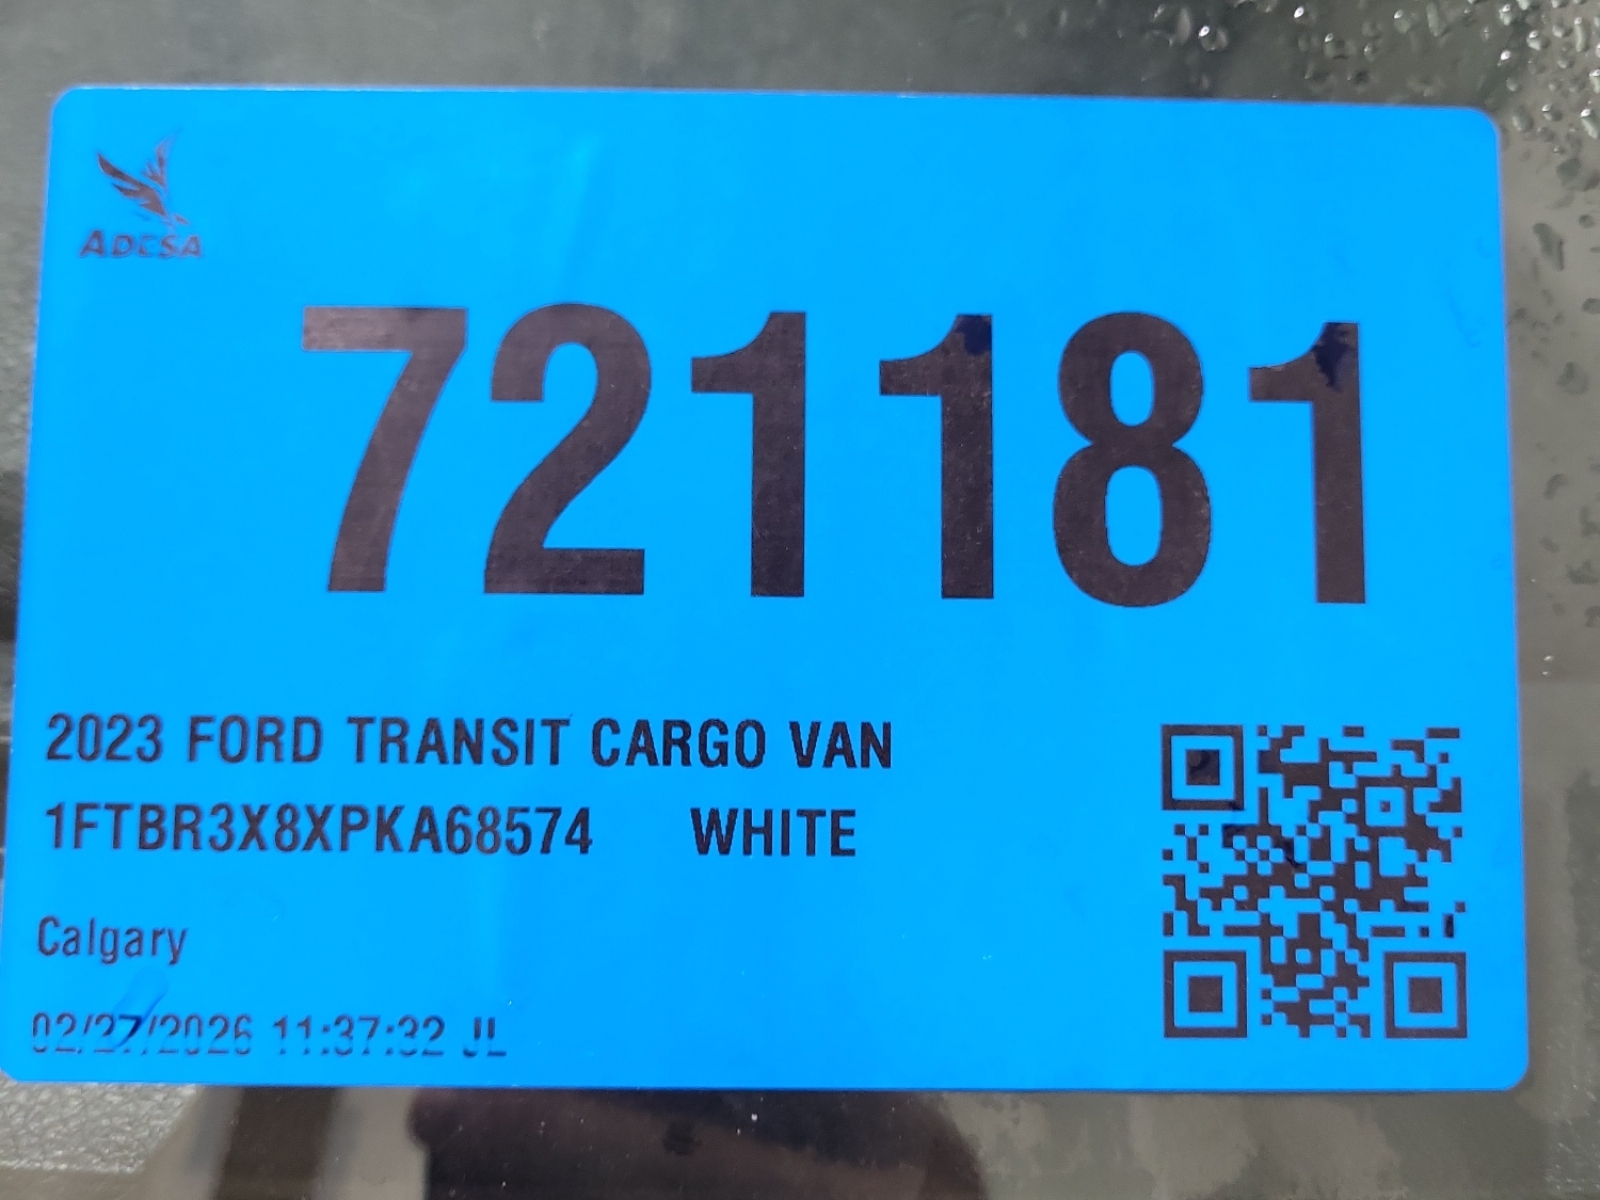 ADESA
721181
2023 FORD TRANSIT CARGO VAN
1FTBR3X8XPKA68574 WHITE
Calgary
02/27/2026 11:37:32 JL